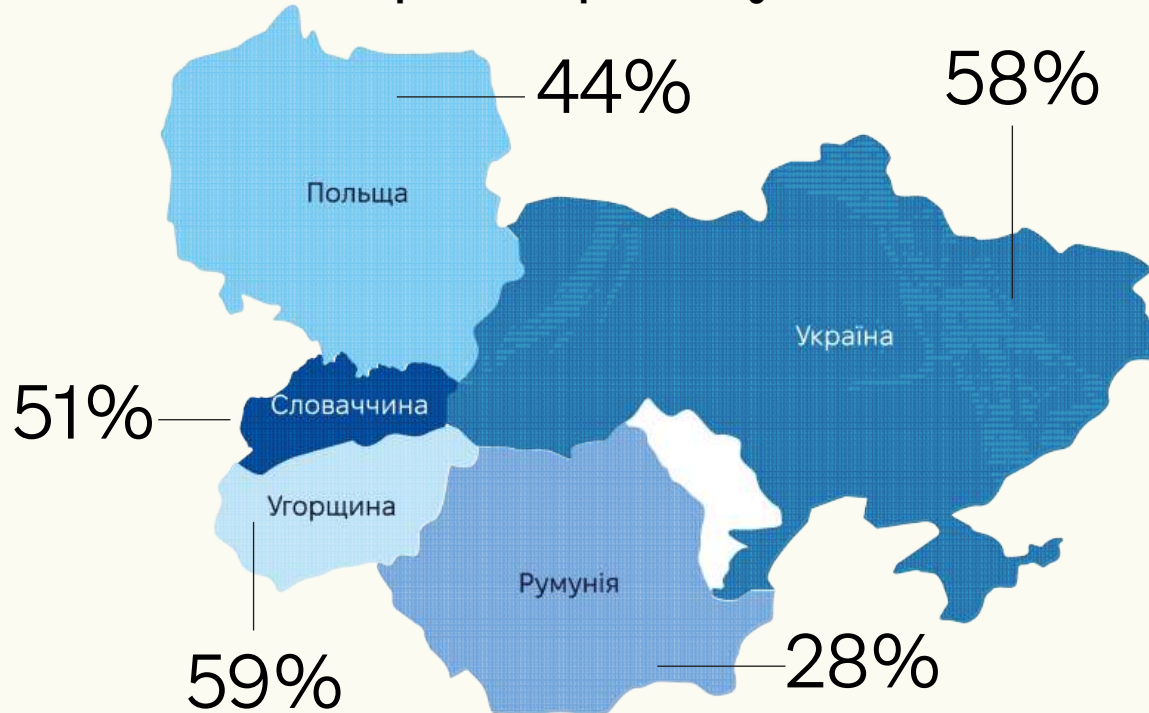 44%
58%
Польща
Україна
51%
Словаччина
Угорщина
Румунія
59%
28%